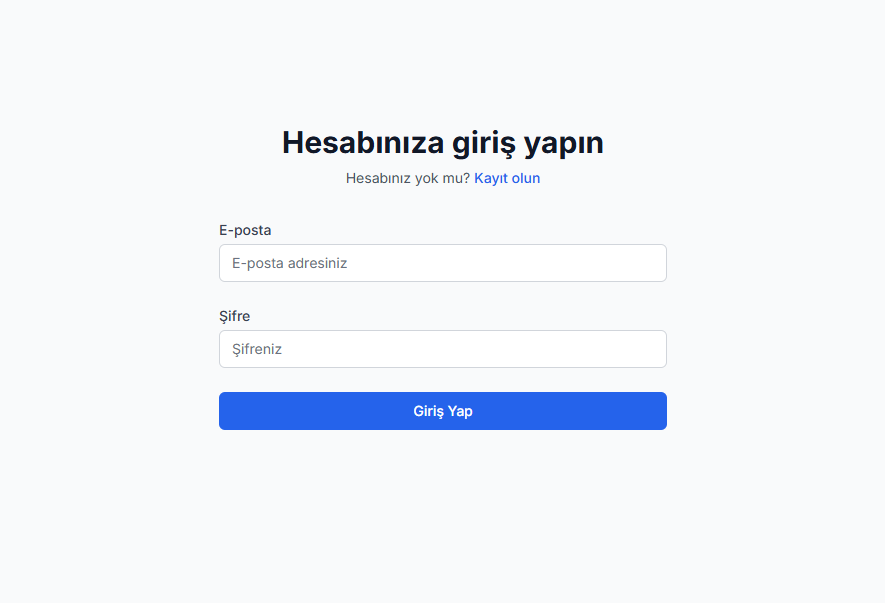 Hesabınıza giriş yapın
Hesabınız yok mu? Kayıt olun
E-posta
E-posta adresiniz
Şifre
Şifreniz
Giriş Yap